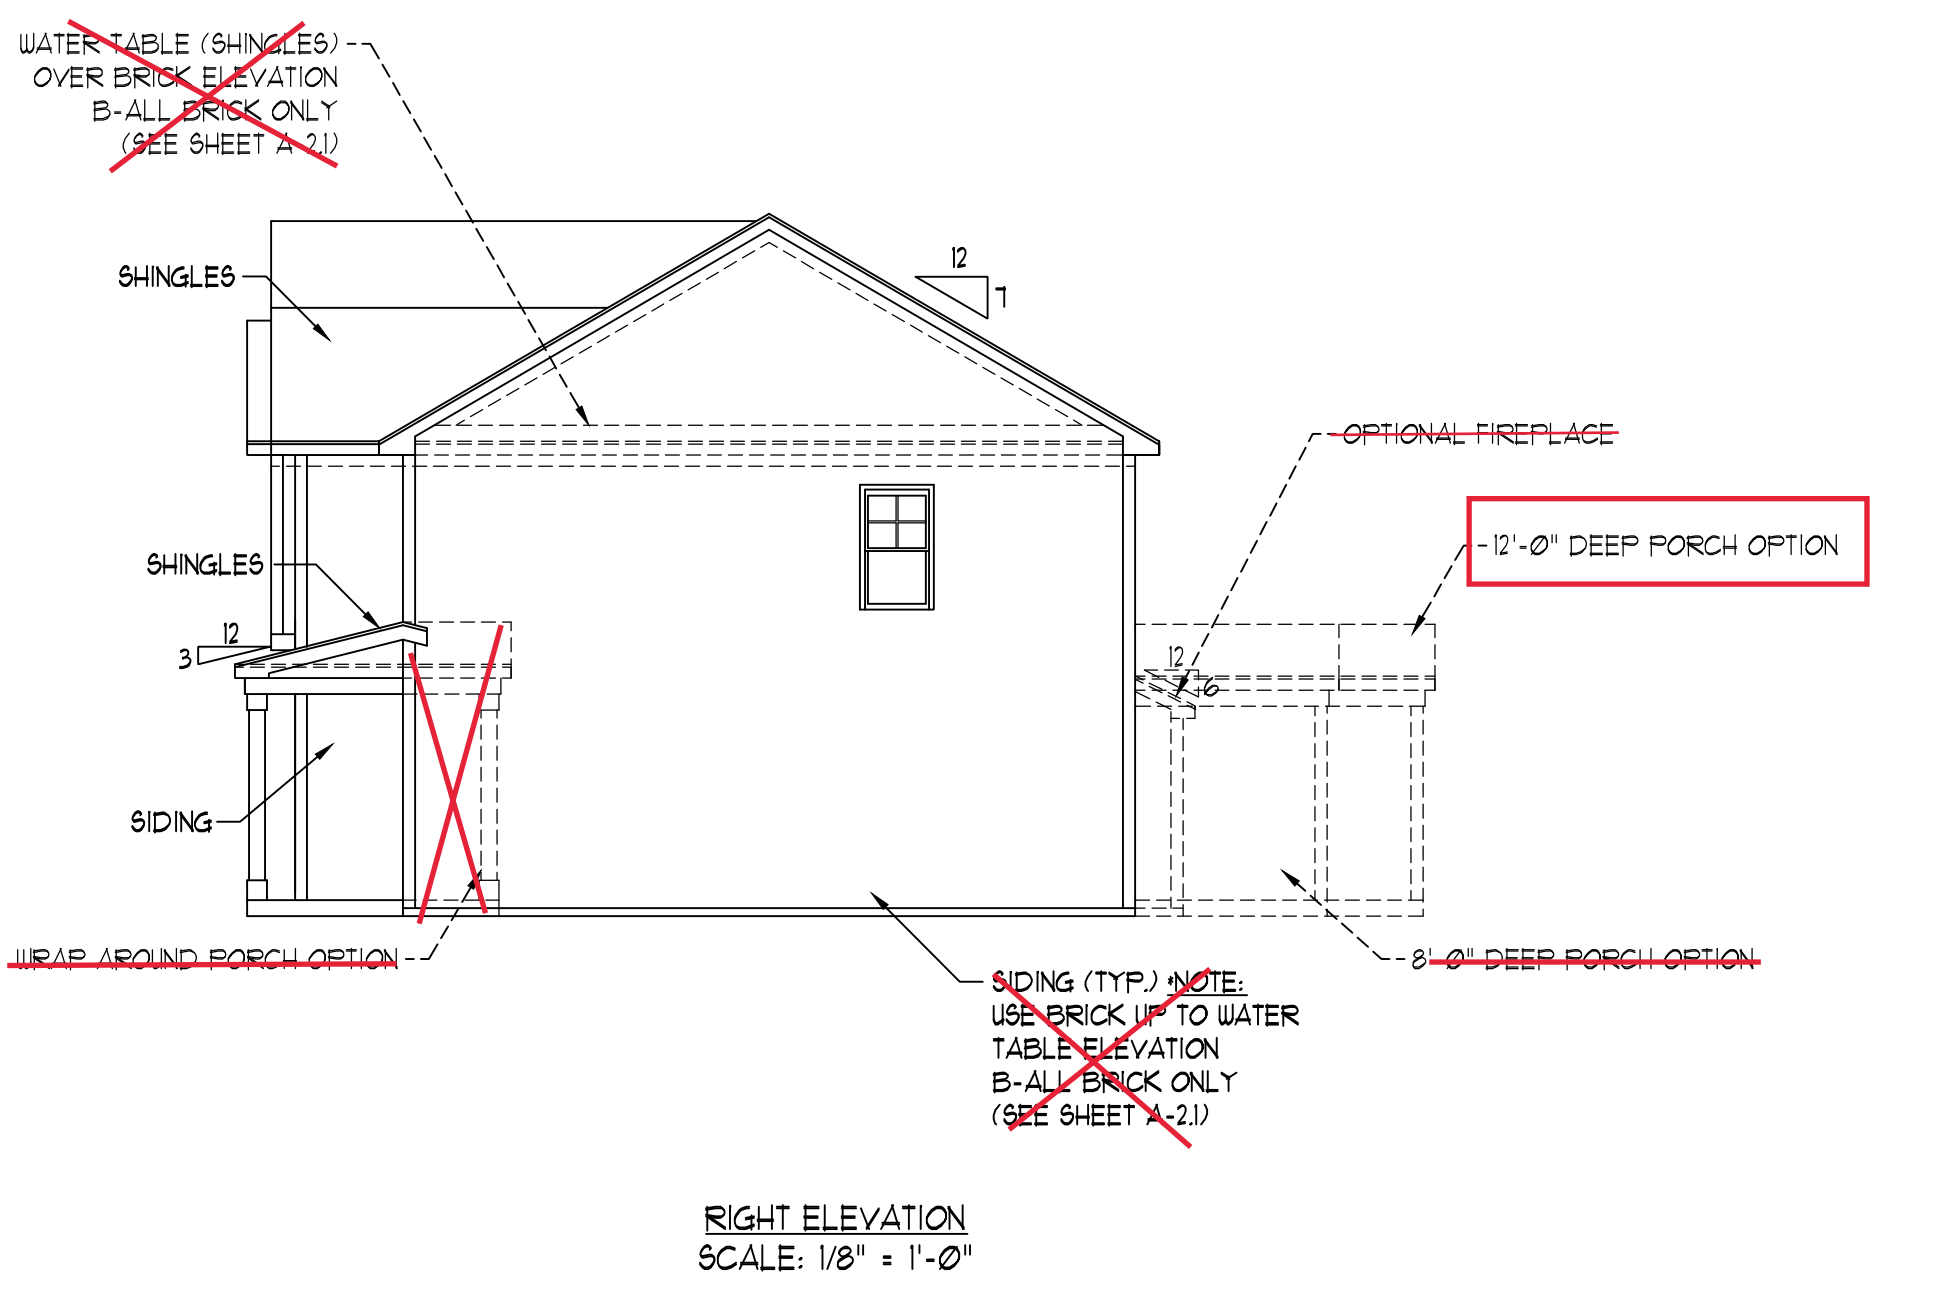 WATER TABLE (SHINGLES)
OVER BRICK ELEVATION
B-ALL BRICK ONLY
(SEE SHEET A-2.1)
SHINGLES
12
7
OPTIONAL FIREPLACE
12'-0" DEEP PORCH OPTION
SHINGLES
12
3
12
6
SIDING
WRAP AROUND PORCH OPTION
8'-0" DEEP PORCH OPTION
SIDING (TYP.) *NOTE:
USE BRICK UP TO WATER
TABLE ELEVATION
B-ALL BRICK ONLY
(SEE SHEET A-2.1)
RIGHT ELEVATION
SCALE: 1/8" = 1'-0"